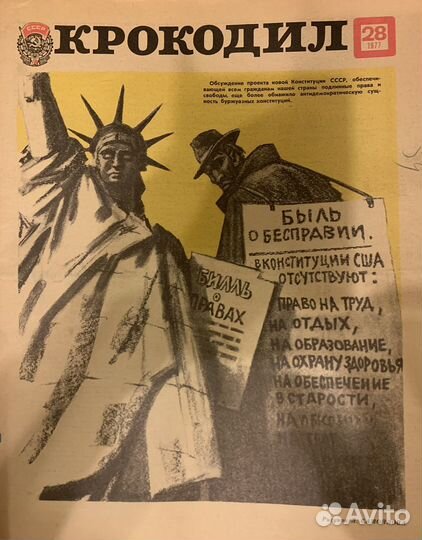 СССР
КРОКОДИЛ
28
1977
Обсуждение проекта новой Конституции СССР, обеспечи-
вающей всем гражданам нашей страны подлинные права и
свободы, еще более обнажило антидемократическую сущ-
ность буржуазных конституций.
БЫЛЬ
О БЕСПРАВИИ.
В КОНСТИТУЦИИ США
ОТСУТСТВУЮТ:
ПРАВО НА ТРУД,
НА ОТДЫХ,
НА ОБРАЗОВАНИЕ,
НА ОХРАНУ ЗДОРОВЬЯ
НА ОБЕСПЕЧЕНИЕ
В СТАРОСТИ,
БИЛЛЬ
О
ПРАВАХ
Avito